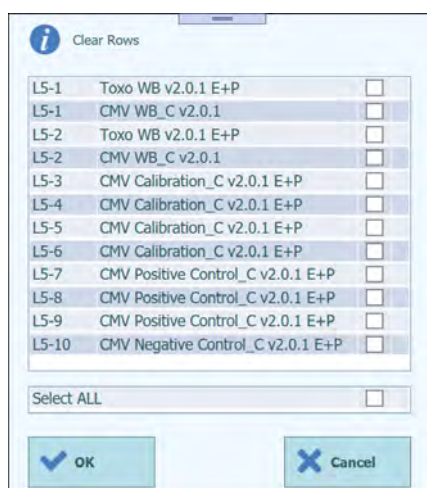 Clear Rows
L5-1 Toxo WB v2.0.1 E+P
L5-1 CMV WB_C v2.0.1
L5-2 Toxo WB v2.0.1 E+P
L5-2 CMV WB_C v2.0.1
L5-3 CMV Calibration_C v2.0.1 E+P
L5-4 CMV Calibration_C v2.0.1 E+P
L5-5 CMV Calibration_C v2.0.1 E+P
L5-6 CMV Calibration_C v2.0.1 E+P
L5-7 CMV Positive Control_C v2.0.1 E+P
L5-8 CMV Positive Control_C v2.0.1 E+P
L5-9 CMV Positive Control_C v2.0.1 E+P
L5-10 CMV Negative Control_C v2.0.1 E+P
Select ALL
OK Cancel